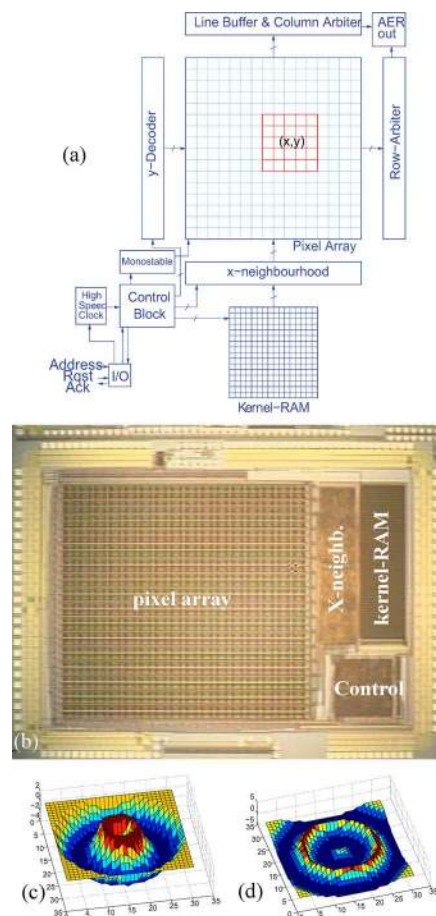 Line Buffer & Column Arbiter
AER
out
y-Decoder
(x,y)
Row-Arbiter
(a)
Pixel Array
Monostable
x-neighbourhood
High
Speed
Clock
Control
Block
Address
Rqst
Ack
I/O
Kernel-RAM
pixel array
X-neighb.
kernel-RAM
Control
(b)
(c)
(d)